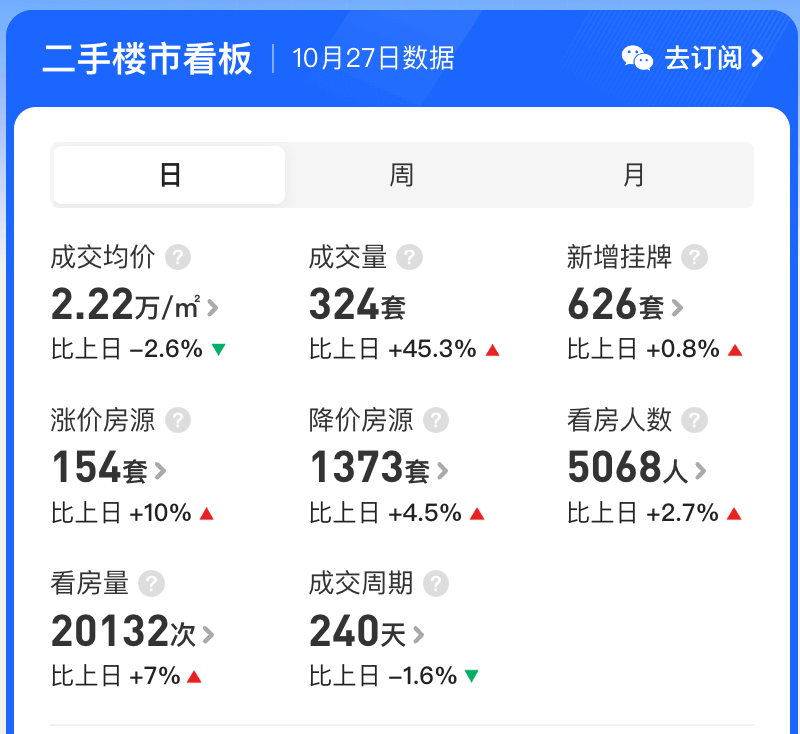 二手楼市看板 10月27日数据 去订阅
日 周 月
成交均价 成交量 新增挂牌
2.22万/㎡ 324套 626套
比上日 −2.6% 比上日 +45.3% 比上日 +0.8%
涨价房源 降价房源 看房人数
154套 1373套 5068人
比上日 +10% 比上日 +4.5% 比上日 +2.7%
看房量 成交周期
20132次 240天
比上日 +7% 比上日 −1.6%